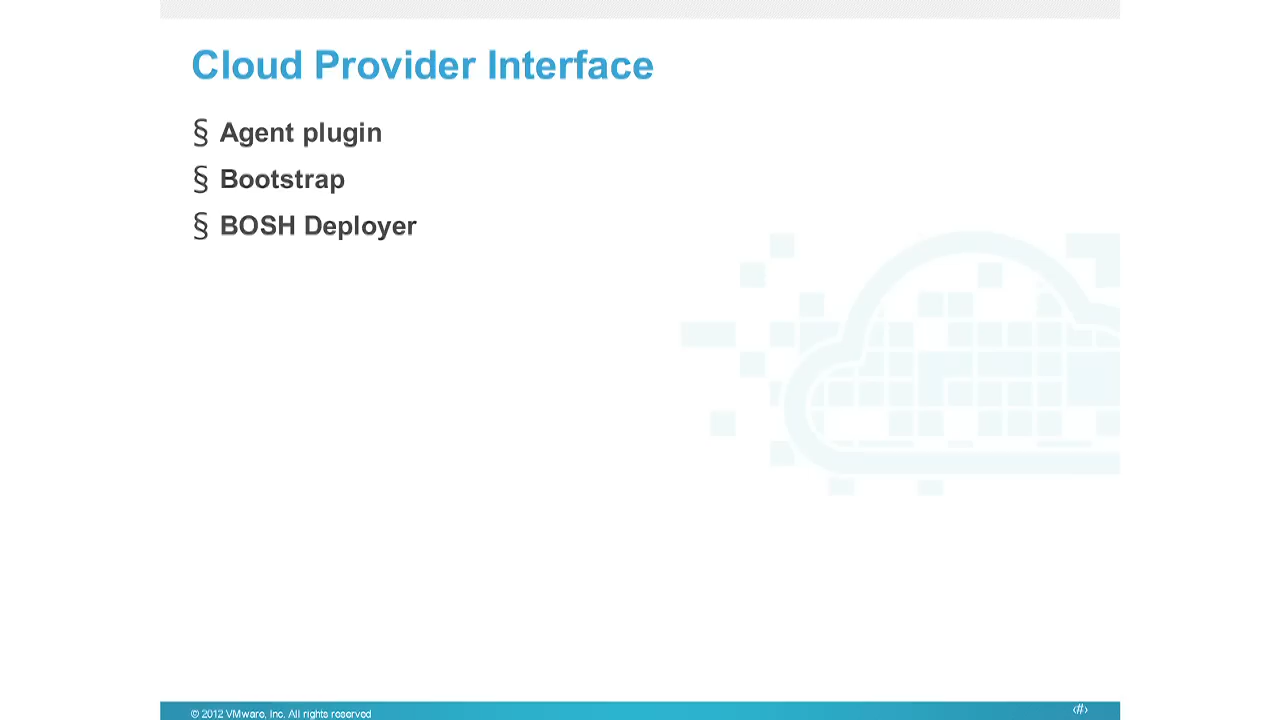 Cloud Provider Interface
§ Agent plugin
§ Bootstrap
§ BOSH Deployer
© 2012 VMware, Inc. All rights reserved
‹#›